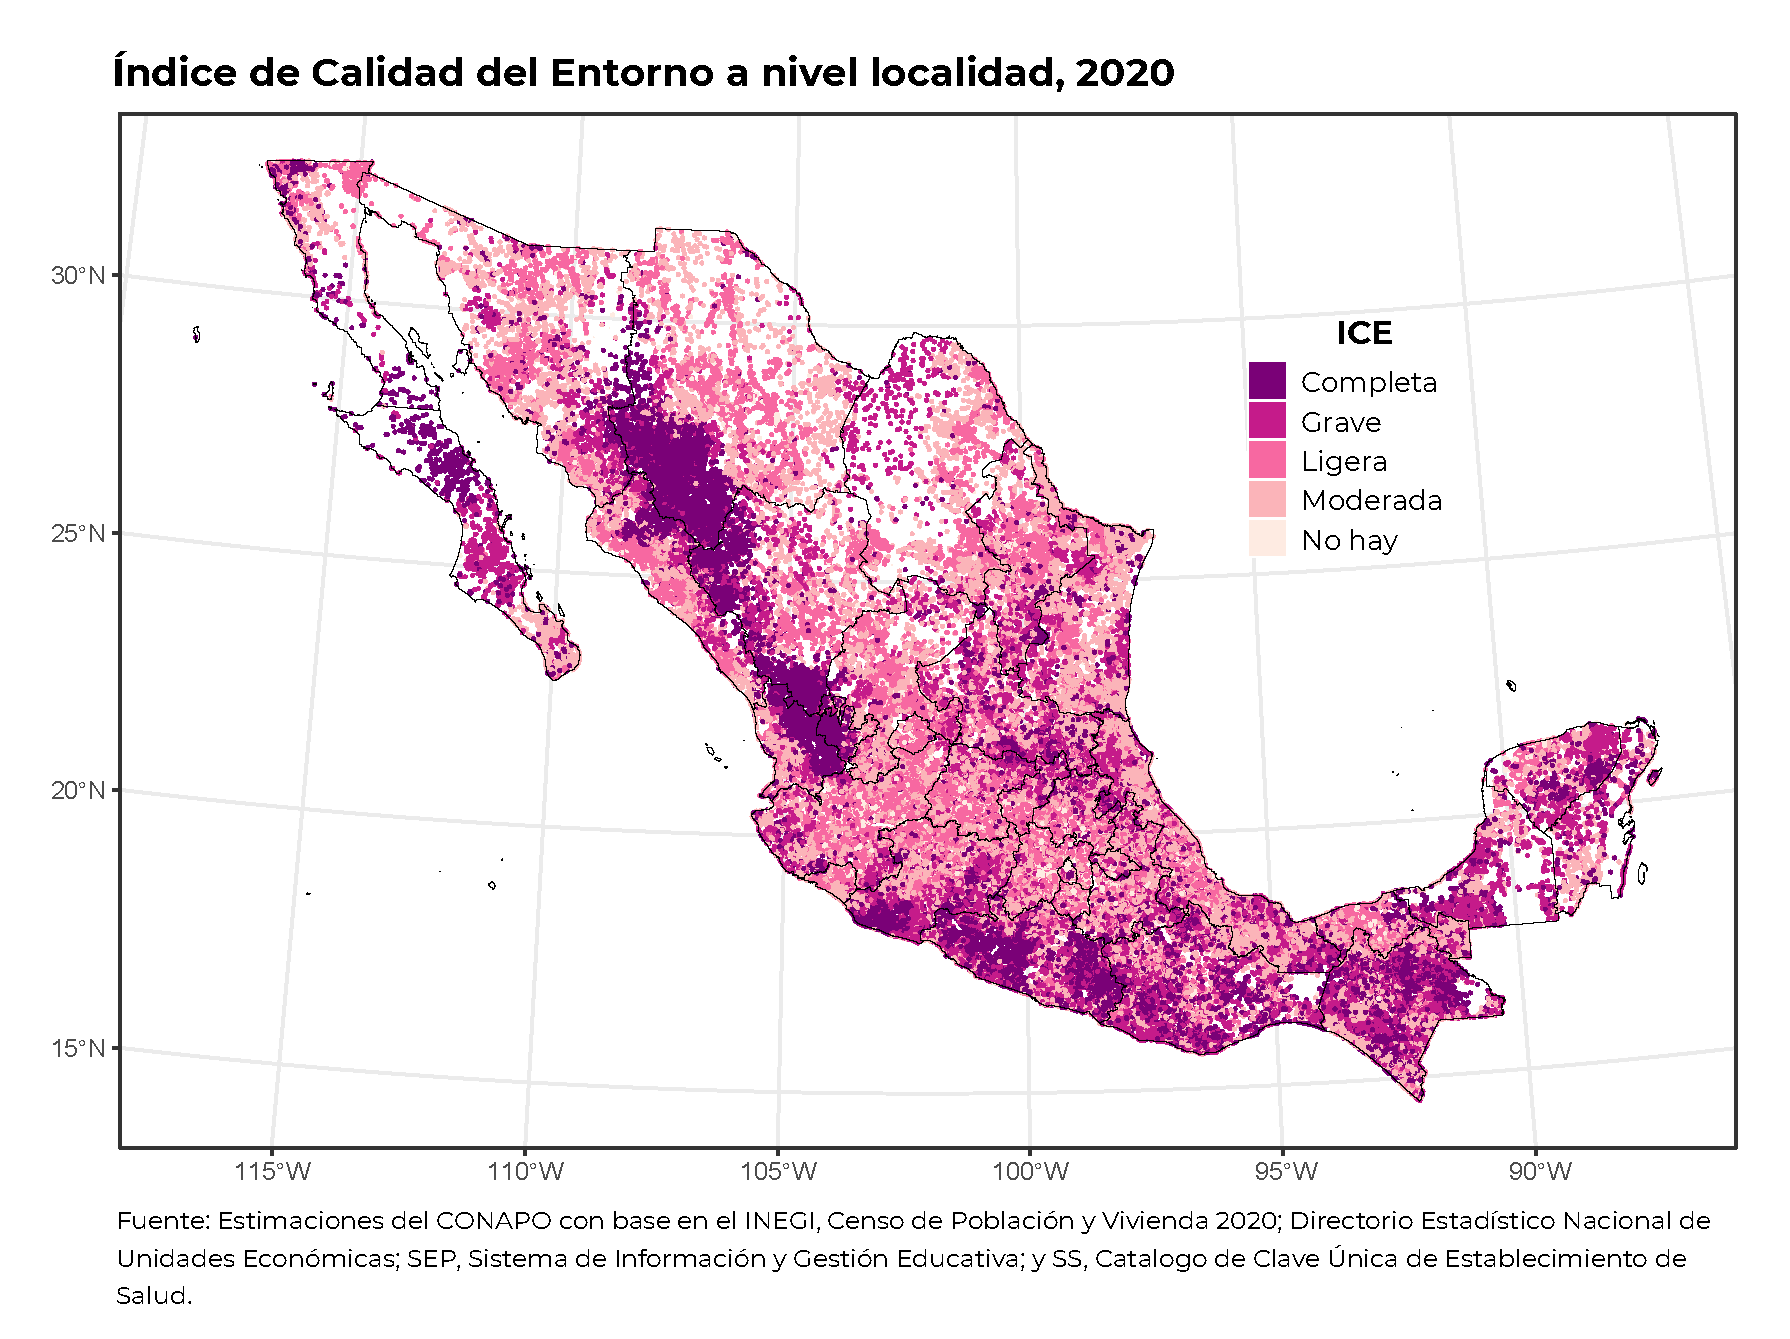 Índice de Calidad del Entorno a nivel localidad, 2020
ICE
Completa
Grave
Ligera
Moderada
No hay
30°N
25°N
20°N
15°N
115°W
110°W
105°W
100°W
95°W
90°W
Fuente: Estimaciones del CONAPO con base en el INEGI, Censo de Población y Vivienda 2020; Directorio Estadístico Nacional de
Unidades Económicas; SEP, Sistema de Información y Gestión Educativa; y SS, Catalogo de Clave Única de Establecimiento de
Salud.